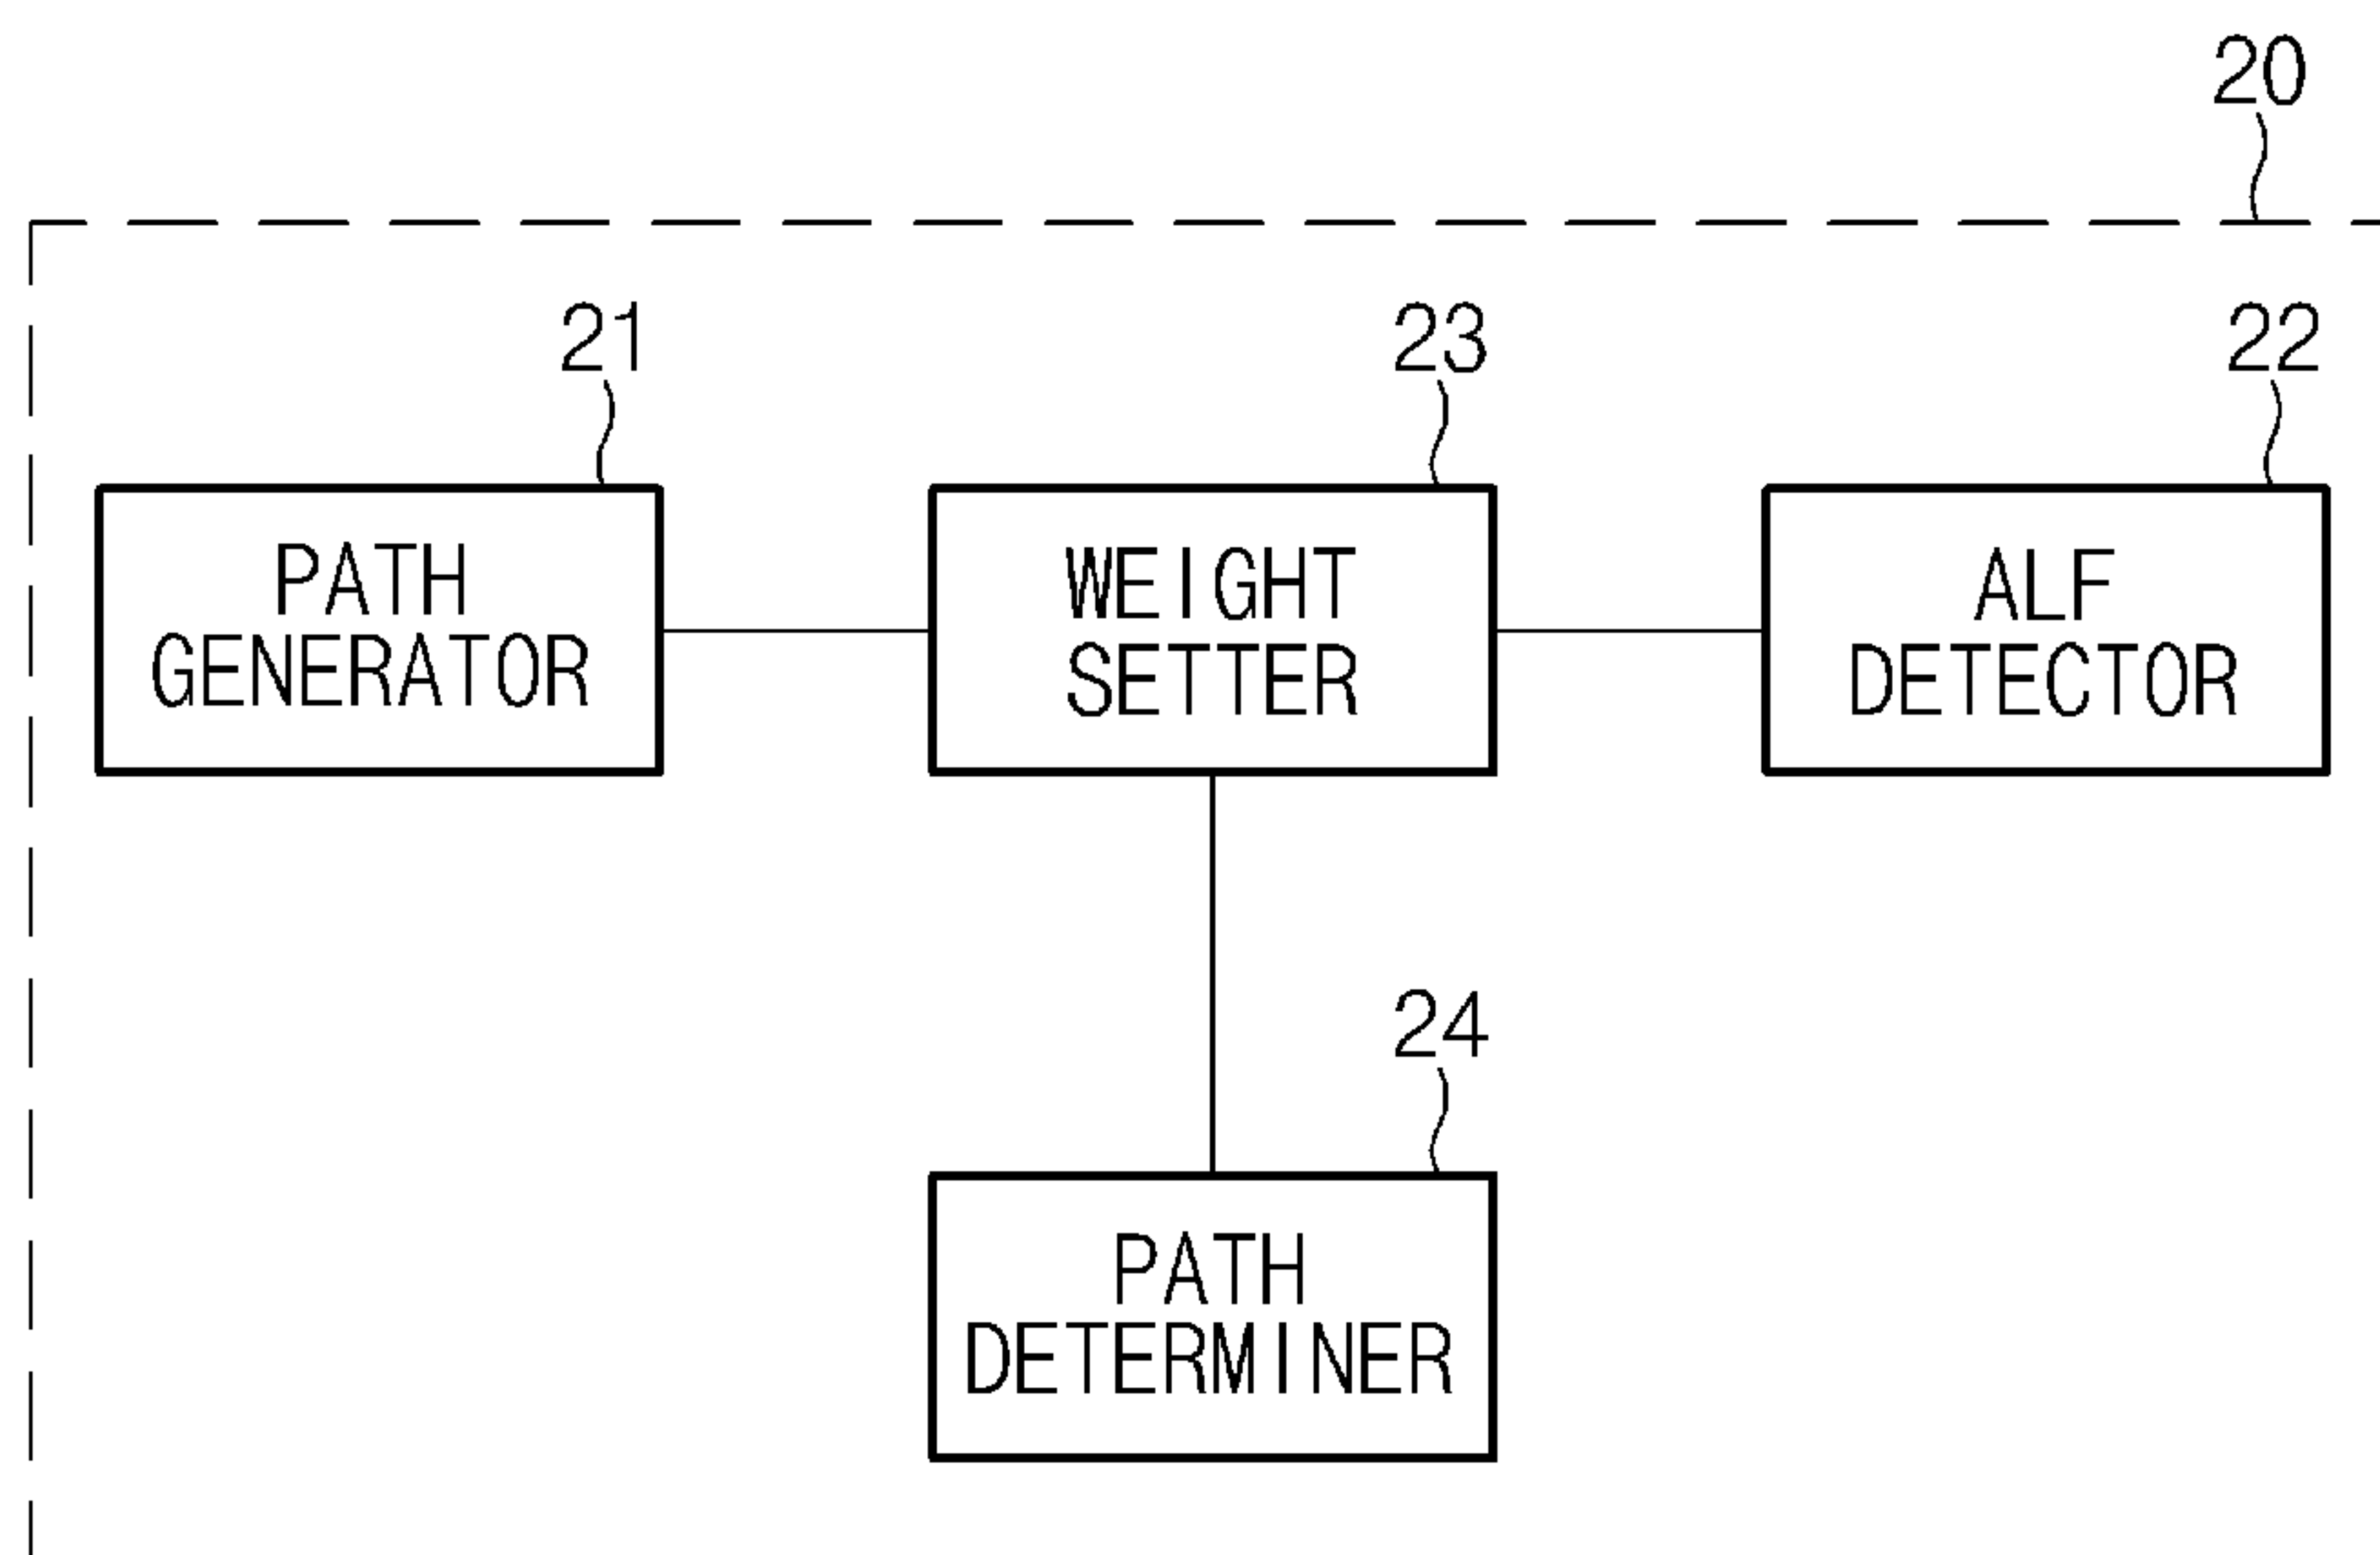 20
21
23
22
PATH
GENERATOR
WEIGHT
SETTER
ALF
DETECTOR
24
PATH
DETERMINER